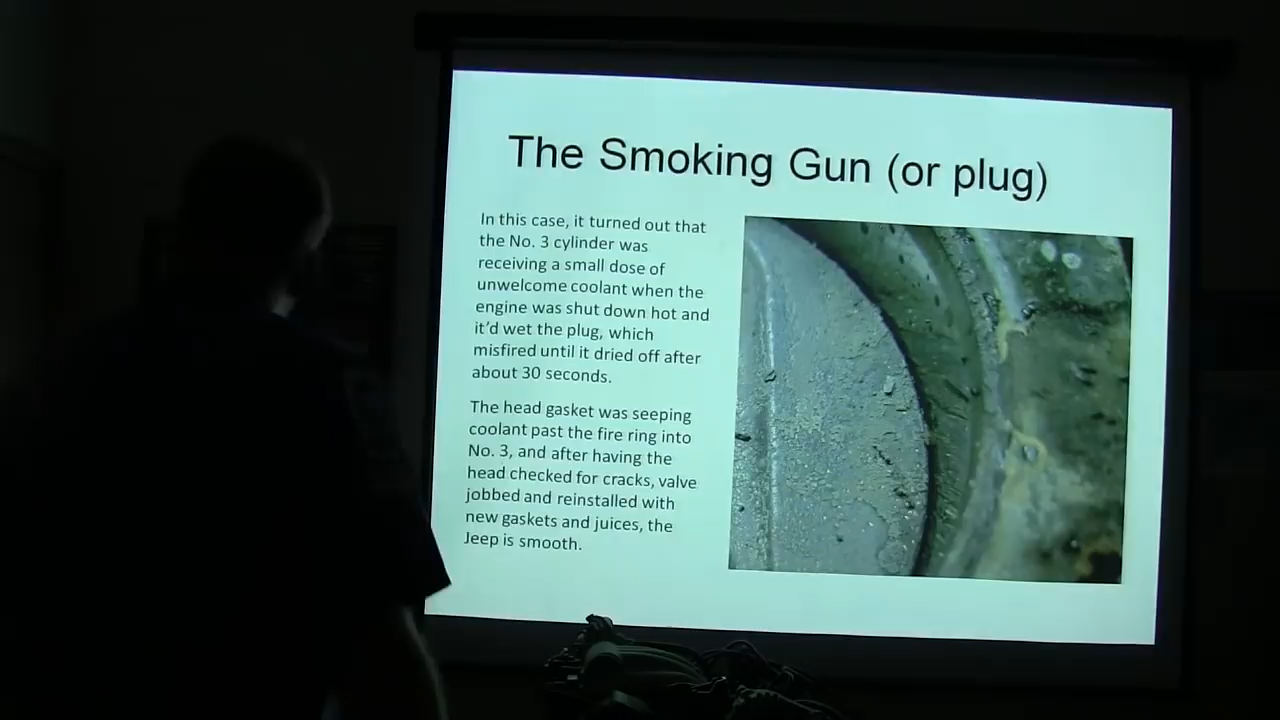 The Smoking Gun (or plug)
In this case, it turned out that
the No. 3 cylinder was
receiving a small dose of
unwelcome coolant when the
engine was shut down hot and
it'd wet the plug, which
misfired until it dried off after
about 30 seconds.
The head gasket was seeping
coolant past the fire ring into
No. 3, and after having the
head checked for cracks, valve
jobbed and reinstalled with
new gaskets and juices, the
Jeep is smooth.